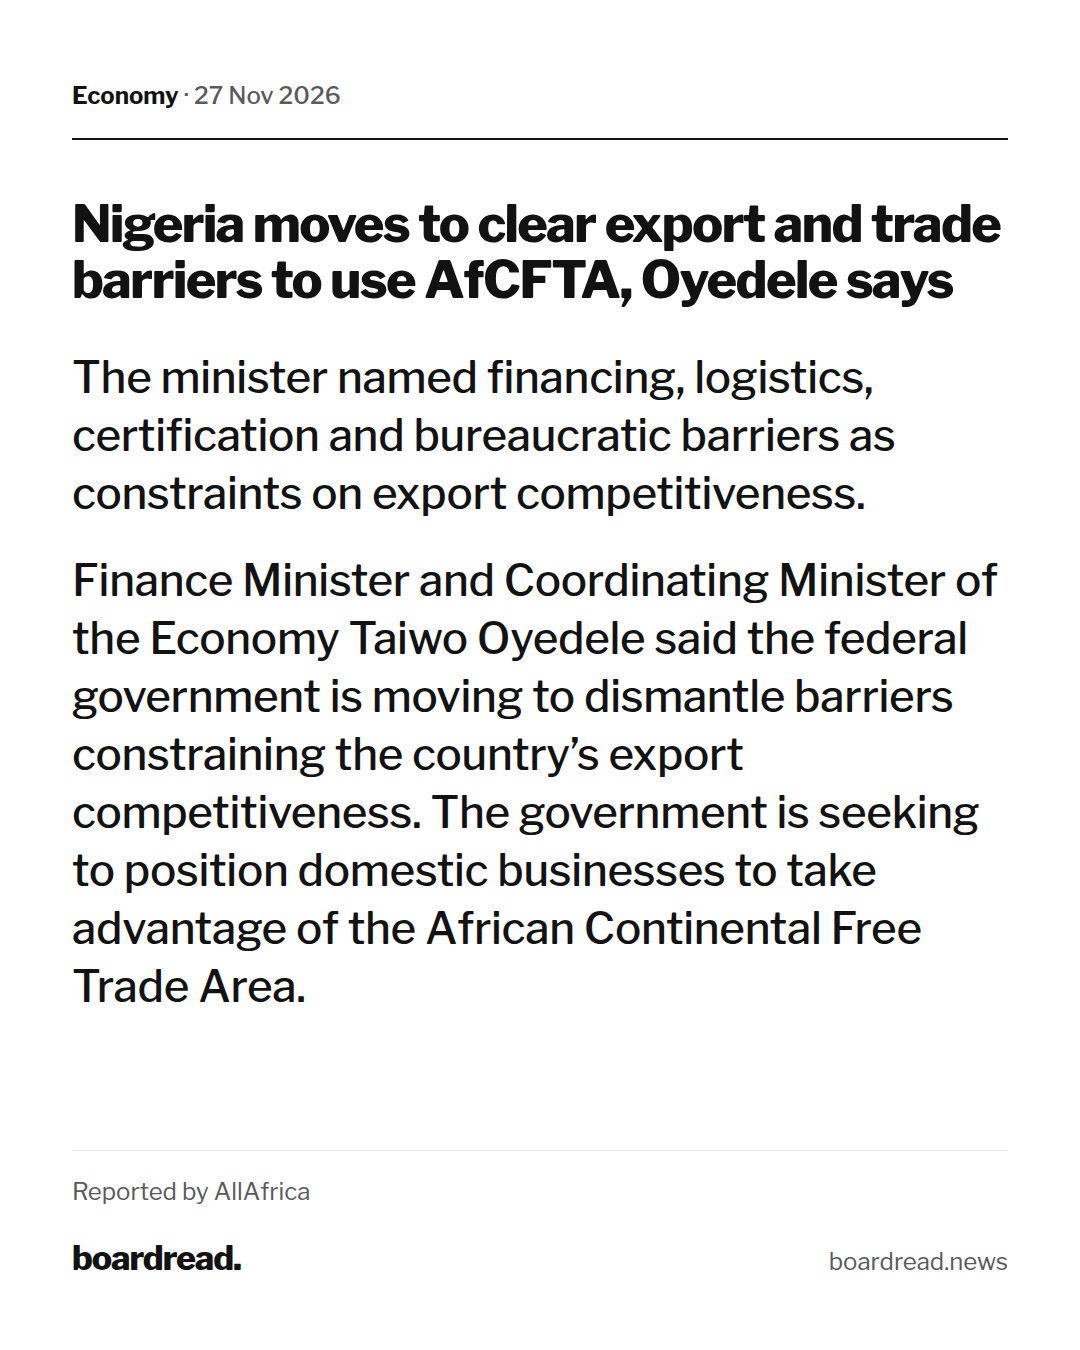 Economy · 27 Nov 2026
Nigeria moves to clear export and trade
barriers to use AfCFTA, Oyedele says
The minister named financing, logistics,
certification and bureaucratic barriers as
constraints on export competitiveness.
Finance Minister and Coordinating Minister of
the Economy Taiwo Oyedele said the federal
government is moving to dismantle barriers
constraining the country’s export
competitiveness. The government is seeking
to position domestic businesses to take
advantage of the African Continental Free
Trade Area.
Reported by AllAfrica
boardread.
boardread.news